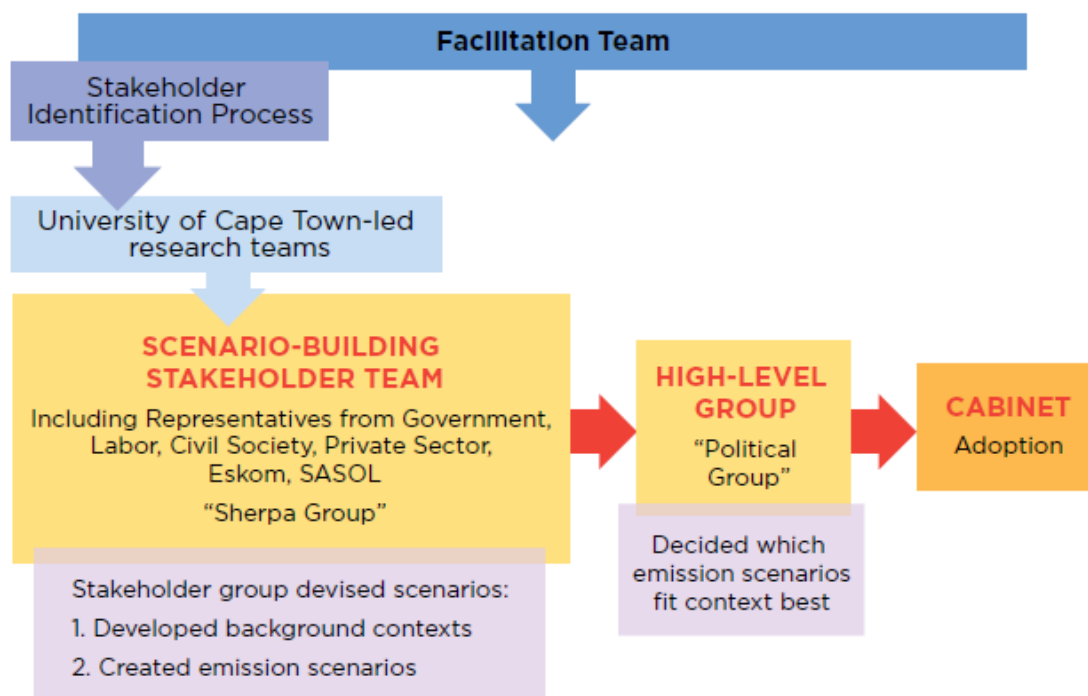 Facilitation Team
Stakeholder
Identification Process
University of Cape Town-led
research teams
SCENARIO-BUILDING
STAKEHOLDER TEAM
Including Representatives from Government,
Labor, Civil Society, Private Sector,
Eskom, SASOL
“Sherpa Group”
Stakeholder group devised scenarios:
1. Developed background contexts
2. Created emission scenarios
HIGH-LEVEL
GROUP
“Political
Group”
Decided which
emission scenarios
fit context best
CABINET
Adoption